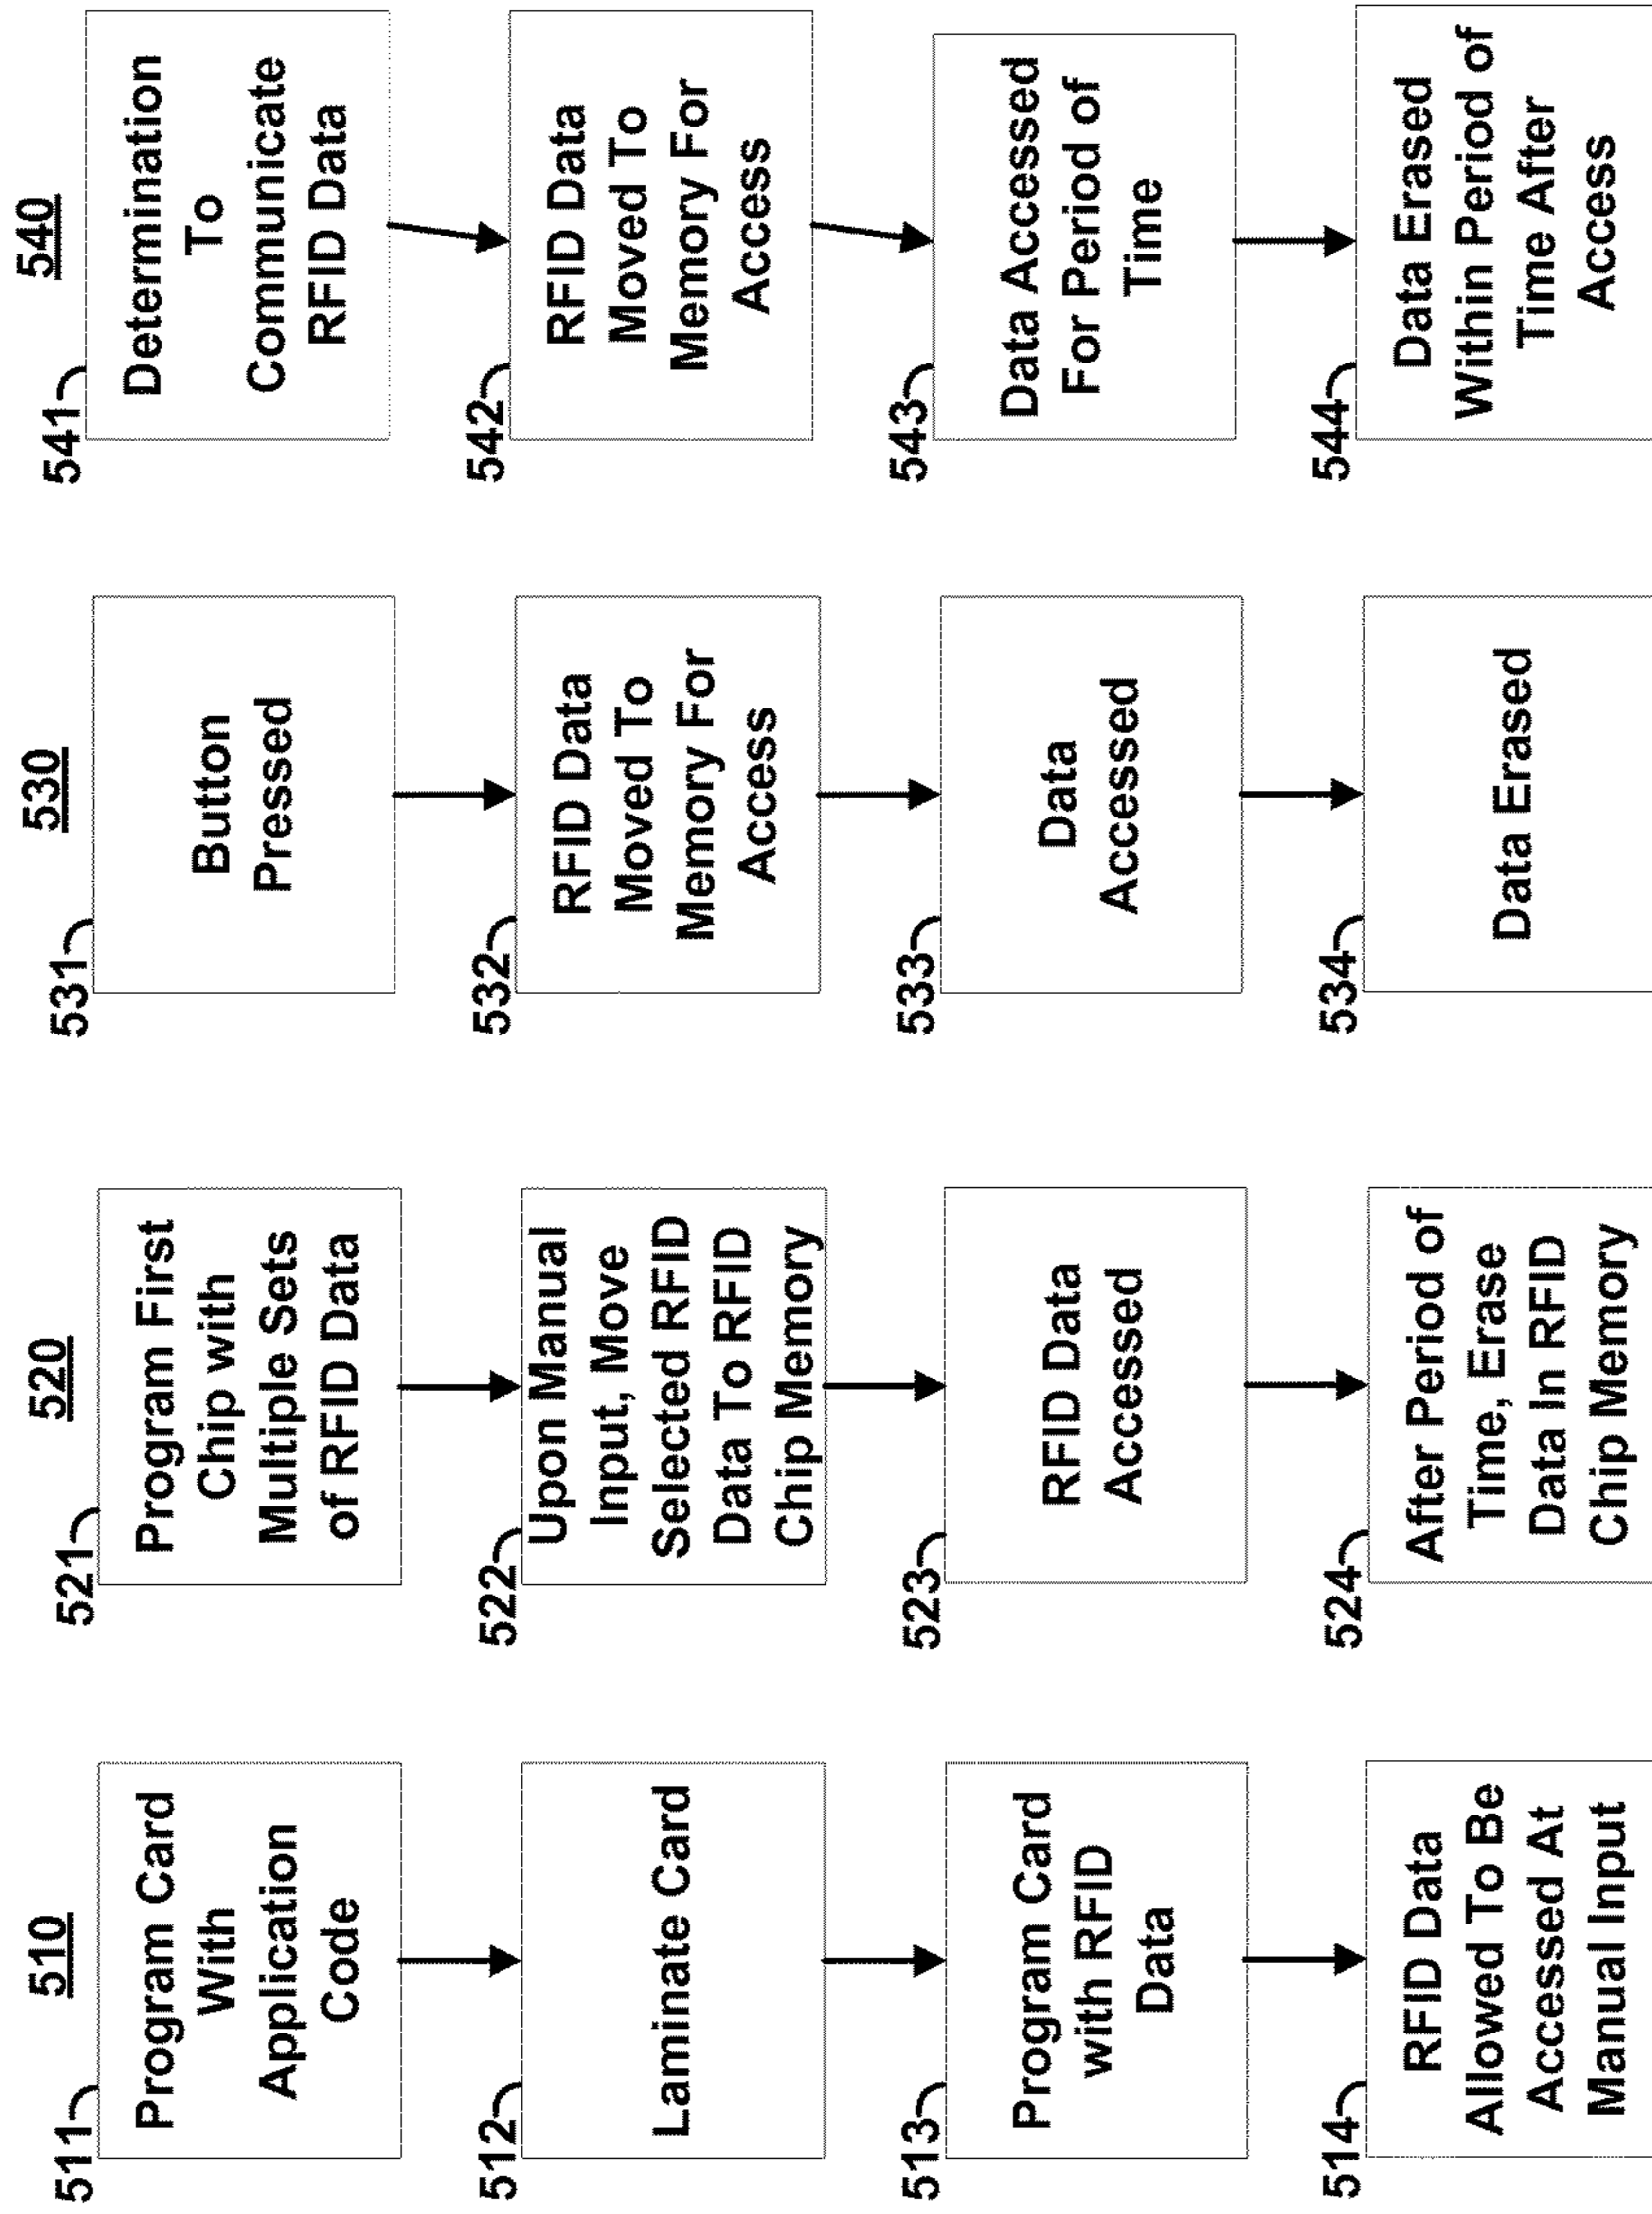 510
511
Program Card
With
Application
Code
512
Laminate Card
513
Program Card
with RFID
Data
514
RFID Data
Allowed To Be
Accessed At
Manual Input
520
521
Program First
Chip with
Multiple Sets
of RFID Data
522
Upon Manual
Input, Move
Selected RFID
Data To RFID
Chip Memory
523
RFID Data
Accessed
524
After Period of
Time, Erase
Data In RFID
Chip Memory
530
531
Button
Pressed
532
RFID Data
Moved To
Memory For
Access
533
Data
Accessed
534
Data Erased
540
541
Determination
To
Communicate
RFID Data
542
RFID Data
Moved To
Memory For
Access
543
Data Accessed
For Period of
Time
544
Data Erased
Within Period of
Time After
Access